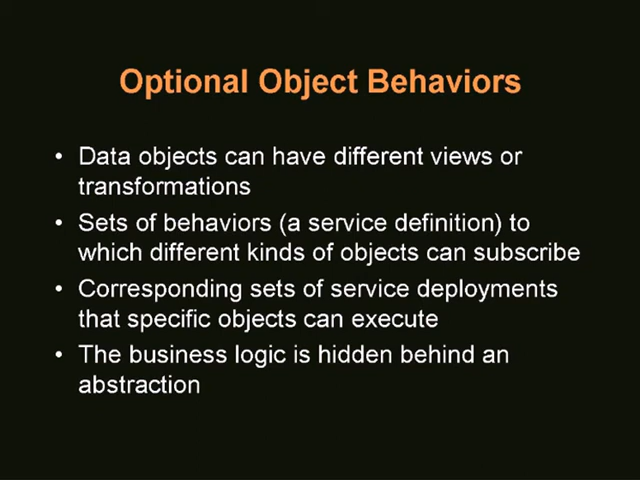 Optional Object Behaviors
• Data objects can have different views or
transformations
• Sets of behaviors (a service definition) to
which different kinds of objects can subscribe
• Corresponding sets of service deployments
that specific objects can execute
• The business logic is hidden behind an
abstraction